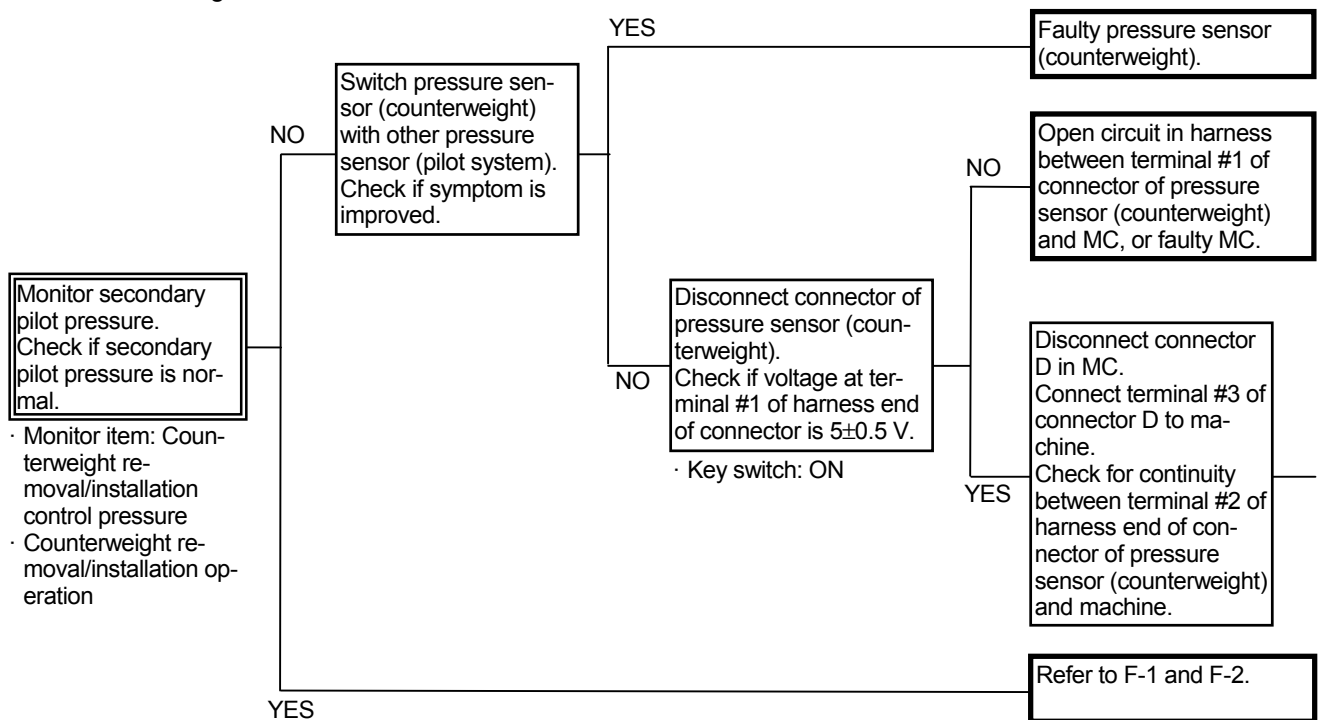 YES
Faulty pressure sensor
(counterweight).
Switch pressure sen-
sor (counterweight)
with other pressure
sensor (pilot system).
Check if symptom is
improved.
NO
Open circuit in harness
between terminal #1 of
connector of pressure
sensor (counterweight)
and MC, or faulty MC.
NO
Monitor secondary
pilot pressure.
Check if secondary
pilot pressure is nor-
mal.
· Monitor item: Coun-
terweight re-
moval/installation
control pressure
· Counterweight re-
moval/installation op-
eration
Disconnect connector of
pressure sensor (coun-
terweight).
Check if voltage at ter-
minal #1 of harness end
of connector is 5±0.5 V.
NO
· Key switch: ON
Disconnect connector
D in MC.
Connect terminal #3 of
connector D to ma-
chine.
Check for continuity
between terminal #2 of
harness end of con-
nector of pressure
sensor (counterweight)
and machine.
YES
Refer to F-1 and F-2.
YES